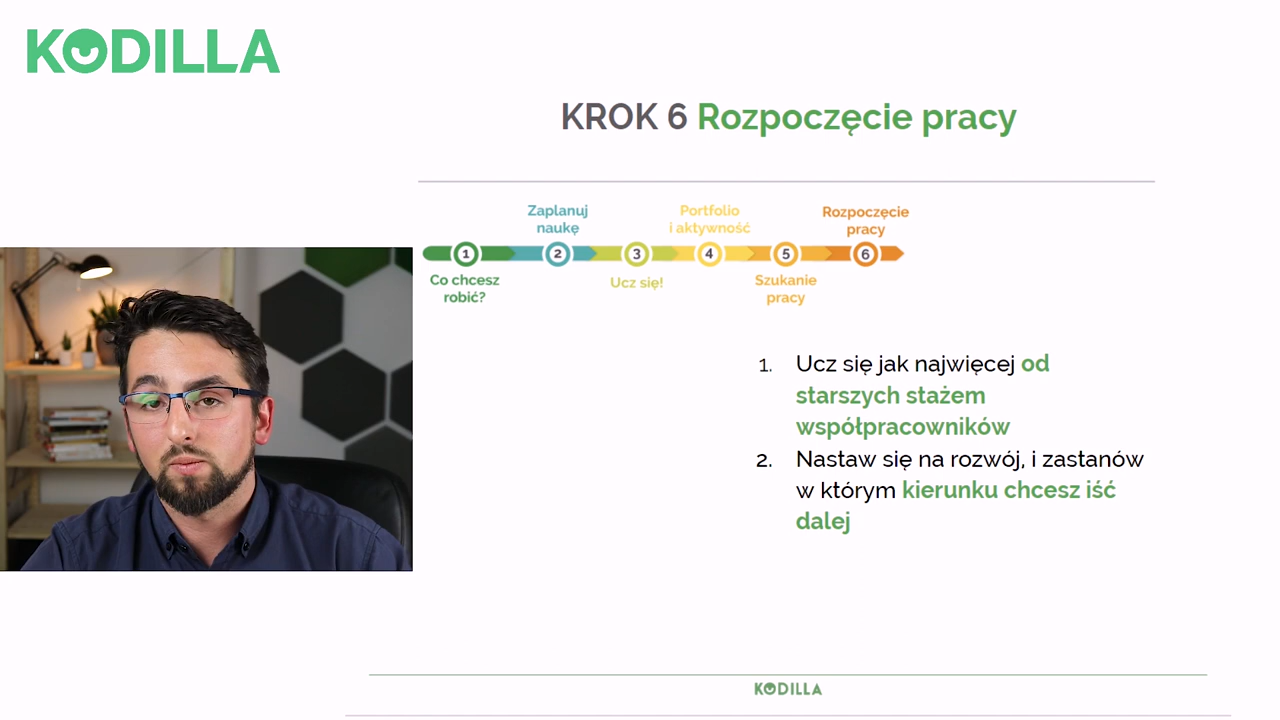 KODILLA
KROK 6 Rozpoczęcie pracy
Zaplanuj
naukę
Portfolio
i aktywność
Rozpoczęcie
pracy
1
2
3
4
5
6
Co chcesz
robić?
Ucz się!
Szukanie
pracy
1. Ucz się jak najwięcej od
starszych stażem
współpracowników
2. Nastaw się na rozwój, i zastanów
w którym kierunku chcesz iść
dalej
KODILLA